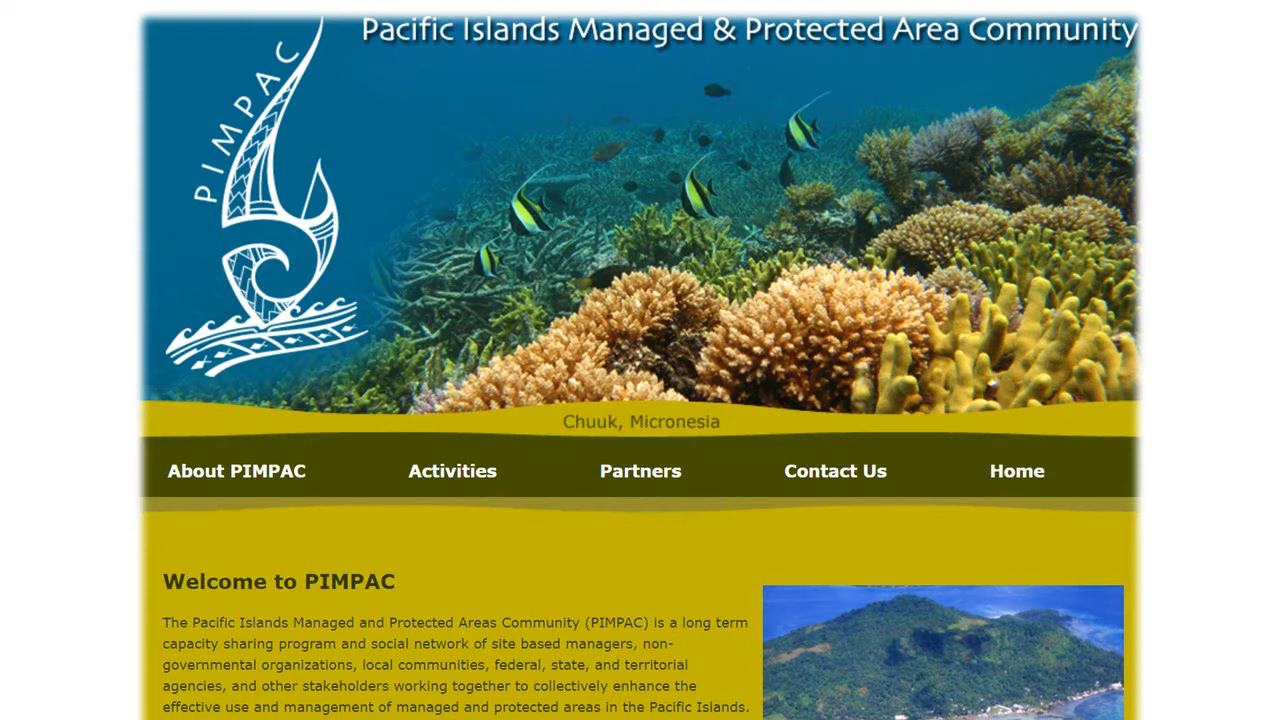 Pacific Islands Managed & Protected Area Community
PIMPAC
Chuuk, Micronesia
About PIMPAC
Activities
Partners
Contact Us
Home
Welcome to PIMPAC
The Pacific Islands Managed and Protected Areas Community (PIMPAC) is a long term
capacity sharing program and social network of site based managers, non-
governmental organizations, local communities, federal, state, and territorial
agencies, and other stakeholders working together to collectively enhance the
effective use and management of managed and protected areas in the Pacific Islands.